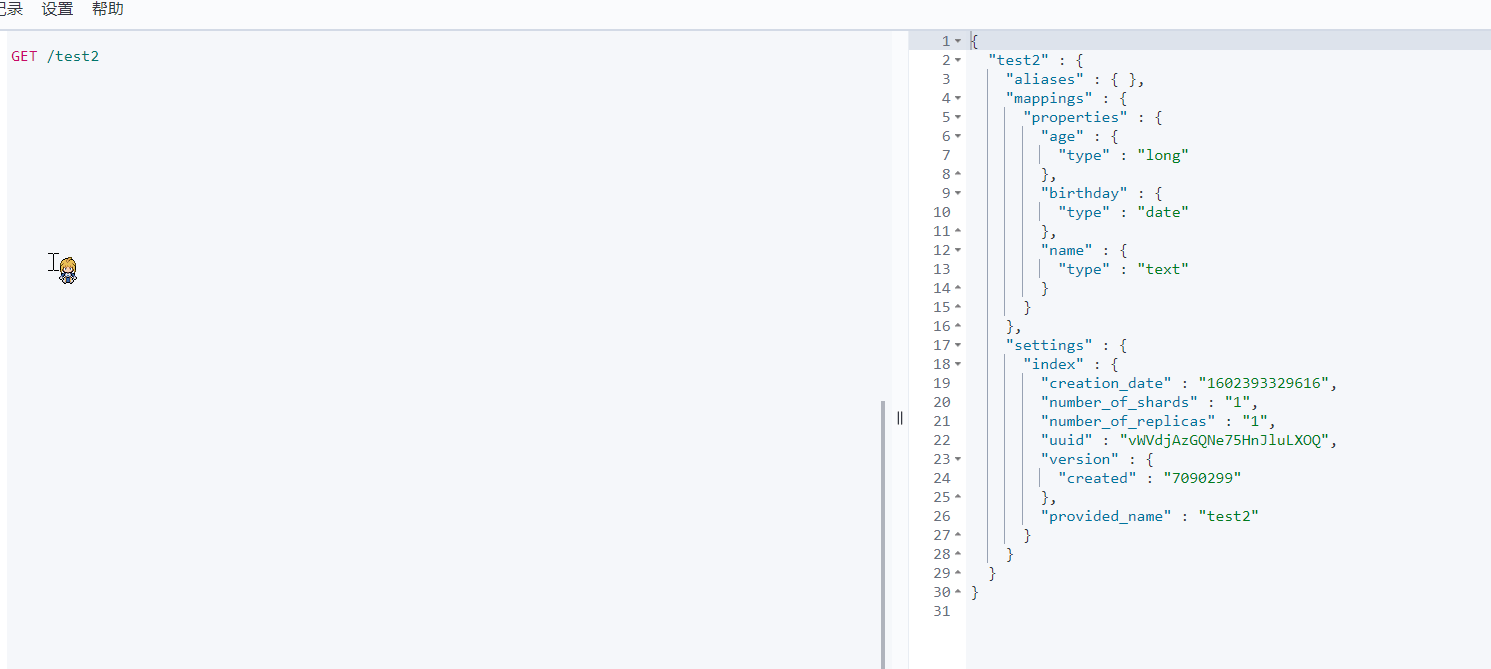 记录 设置 帮助
GET /test2
1 {
2 "test2" : {
3 "aliases" : { },
4 "mappings" : {
5 "properties" : {
6 "age" : {
7 "type" : "long"
8 },
9 "birthday" : {
10 "type" : "date"
11 },
12 "name" : {
13 "type" : "text"
14 }
15 }
16 },
17 "settings" : {
18 "index" : {
19 "creation_date" : "1602393329616",
20 "number_of_shards" : "1",
21 "number_of_replicas" : "1",
22 "uuid" : "vWVdjAzGQNe75HnJluLXOQ",
23 "version" : {
24 "created" : "7090299"
25 },
26 "provided_name" : "test2"
27 }
28 }
29 }
30 }
31